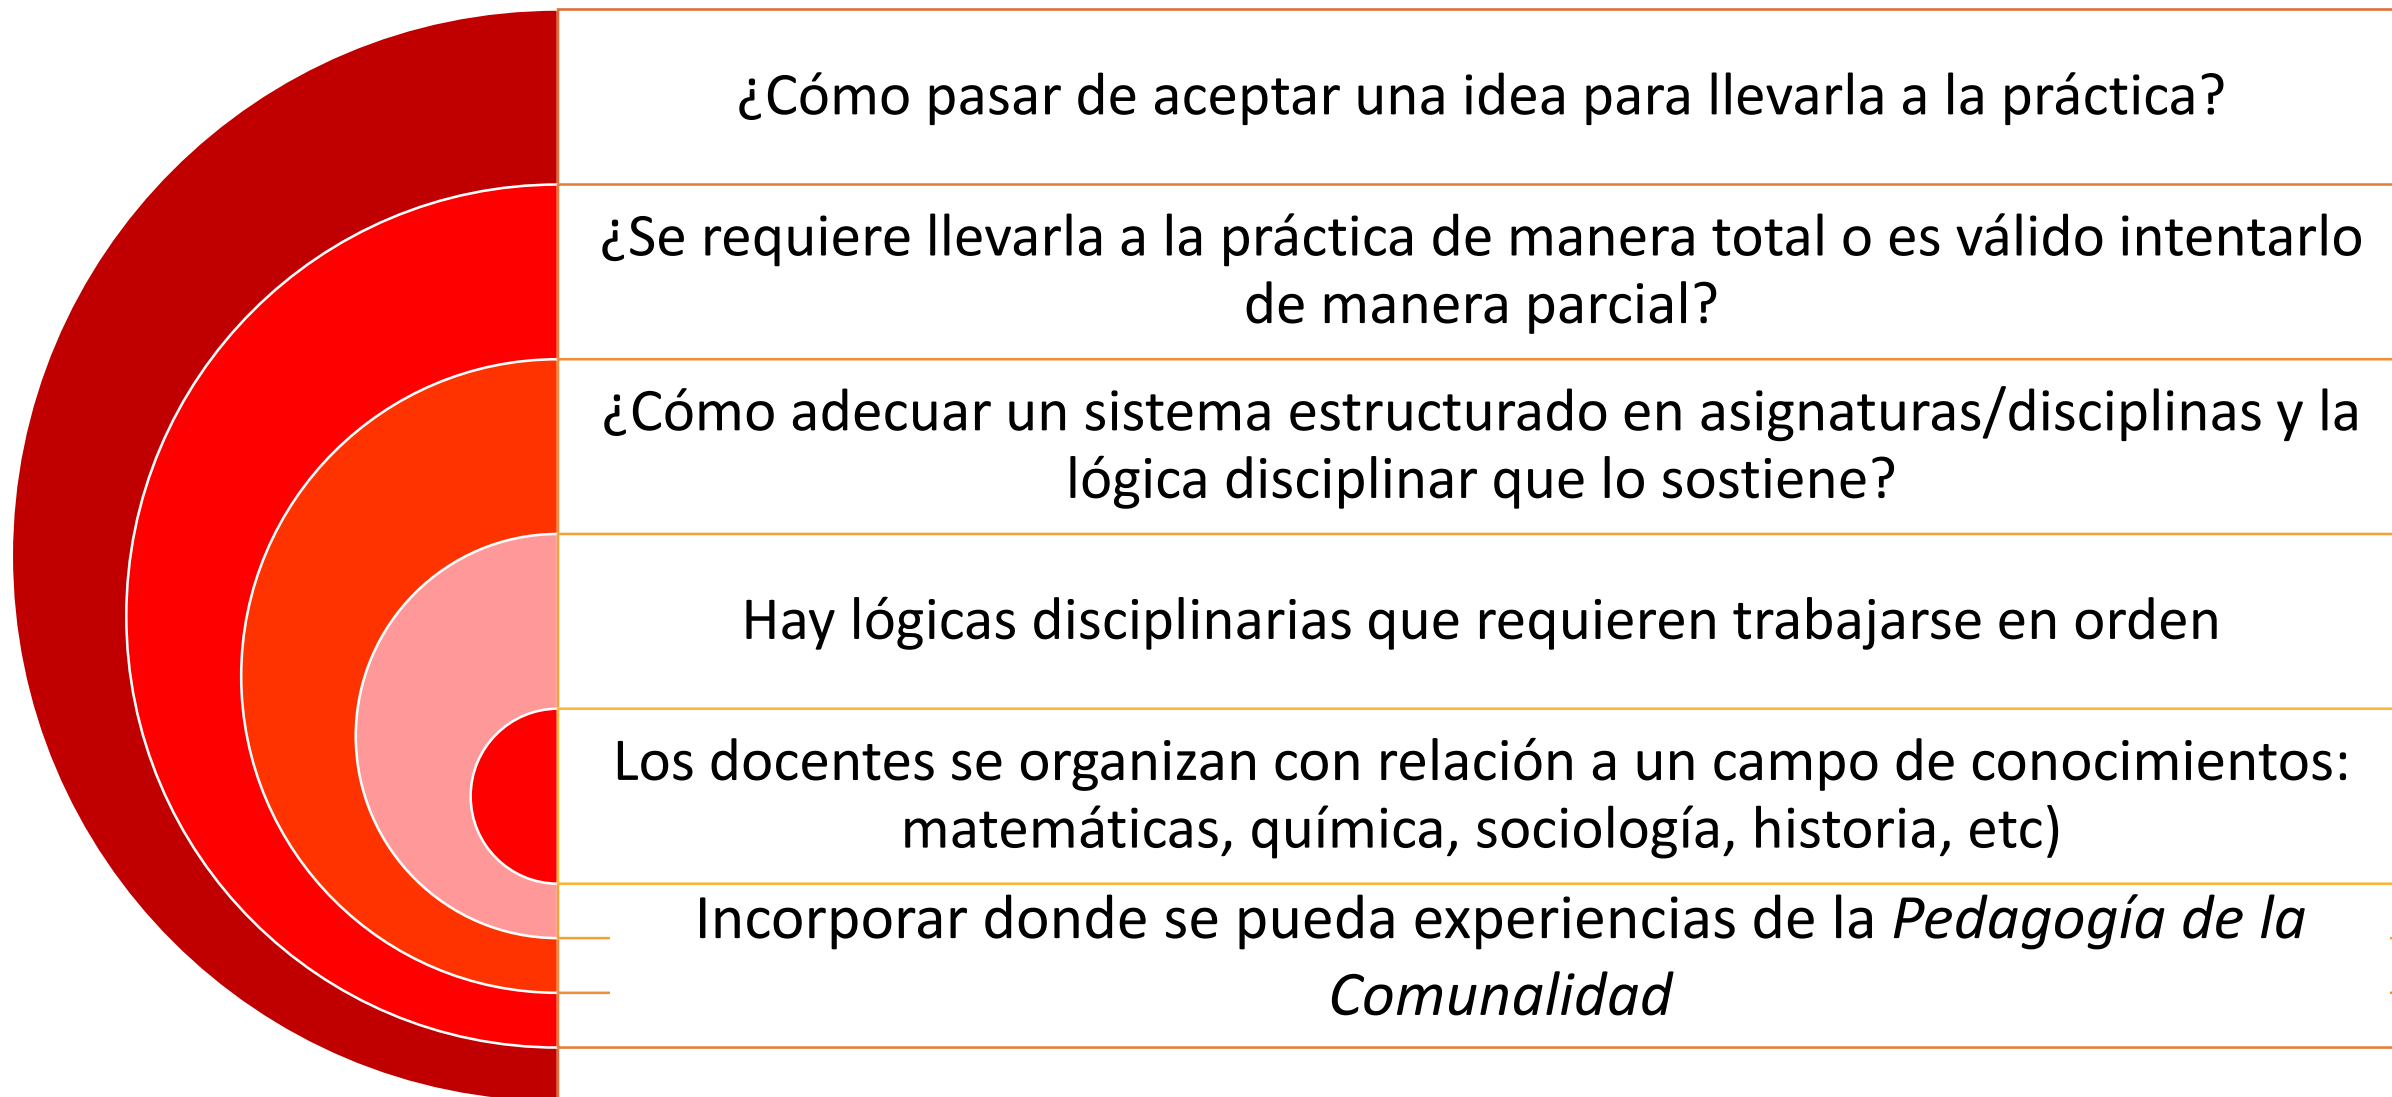 ¿Cómo pasar de aceptar una idea para llevarla a la práctica?
¿Se requiere llevarla a la práctica de manera total o es válido intentarlo
de manera parcial?
¿Cómo adecuar un sistema estructurado en asignaturas/disciplinas y la
lógica disciplinar que lo sostiene?
Hay lógicas disciplinarias que requieren trabajarse en orden
Los docentes se organizan con relación a un campo de conocimientos:
matemáticas, química, sociología, historia, etc)
Incorporar donde se pueda experiencias de la Pedagogía de la
Comunalidad